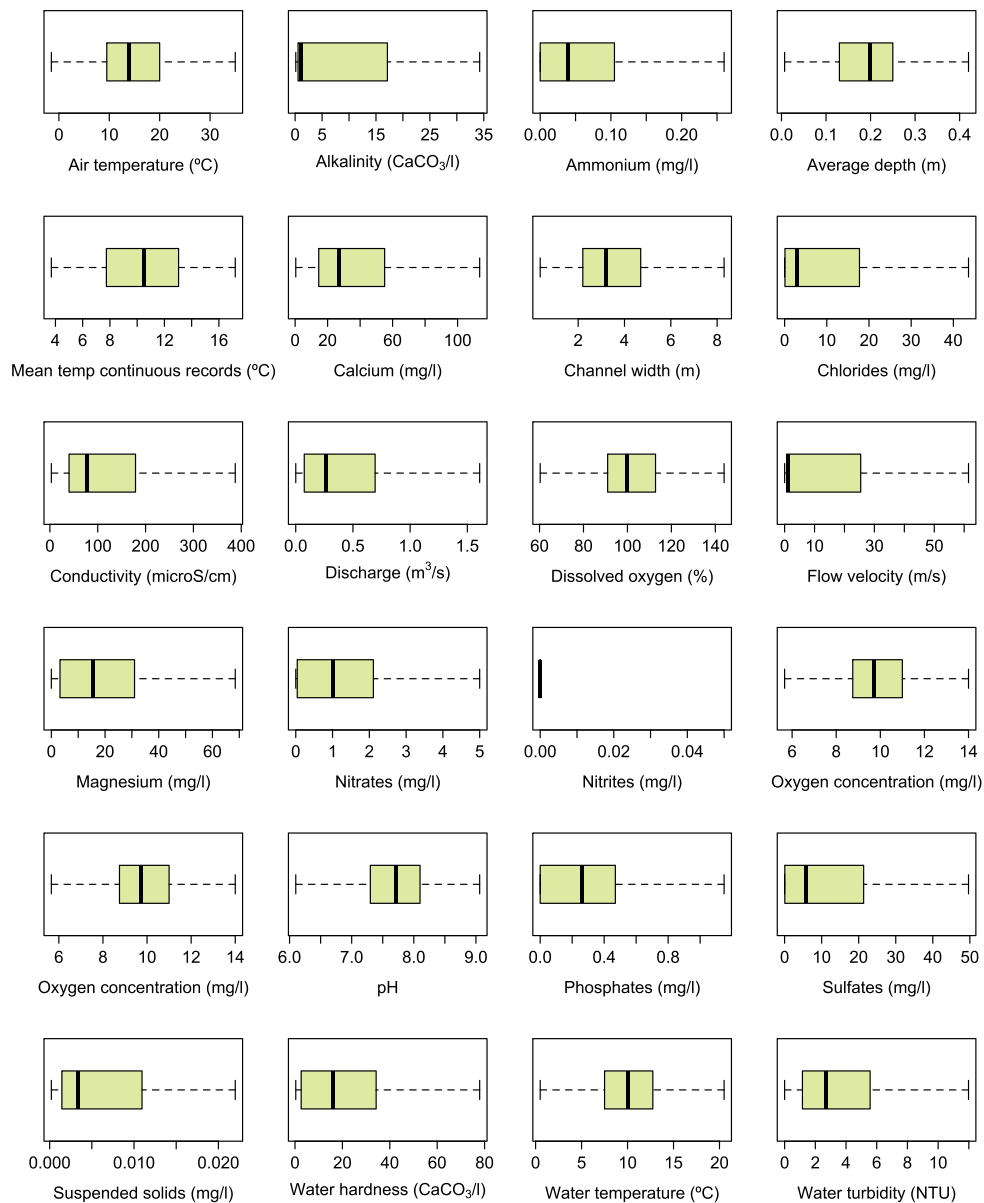 0 10 20 30
Air temperature (ºC)
0 5 15 25 35
Alkalinity (CaCO₃/l)
0.00 0.10 0.20
Ammonium (mg/l)
0.0 0.1 0.2 0.3 0.4
Average depth (m)
4 6 8 10 12 16
Mean temp continuous records (ºC)
0 20 40 60 100
Calcium (mg/l)
2 4 6 8
Channel width (m)
0 10 20 30 40
Chlorides (mg/l)
0 100 200 300 400
Conductivity (microS/cm)
0.0 0.5 1.0 1.5
Discharge (m³/s)
60 80 100 120 140
Dissolved oxygen (%)
0 10 30 50
Flow velocity (m/s)
0 20 40 60
Magnesium (mg/l)
0 1 2 3 4 5
Nitrates (mg/l)
0.00 0.02 0.04
Nitrites (mg/l)
6 8 10 12 14
Oxygen concentration (mg/l)
6 8 10 12 14
Oxygen concentration (mg/l)
6.0 7.0 8.0 9.0
pH
0.0 0.4 0.8
Phosphates (mg/l)
0 10 20 30 40 50
Sulfates (mg/l)
0.000 0.010 0.020
Suspended solids (mg/l)
0 20 40 60 80
Water hardness (CaCO₃/l)
0 5 10 15 20
Water temperature (ºC)
0 2 4 6 8 10
Water turbidity (NTU)